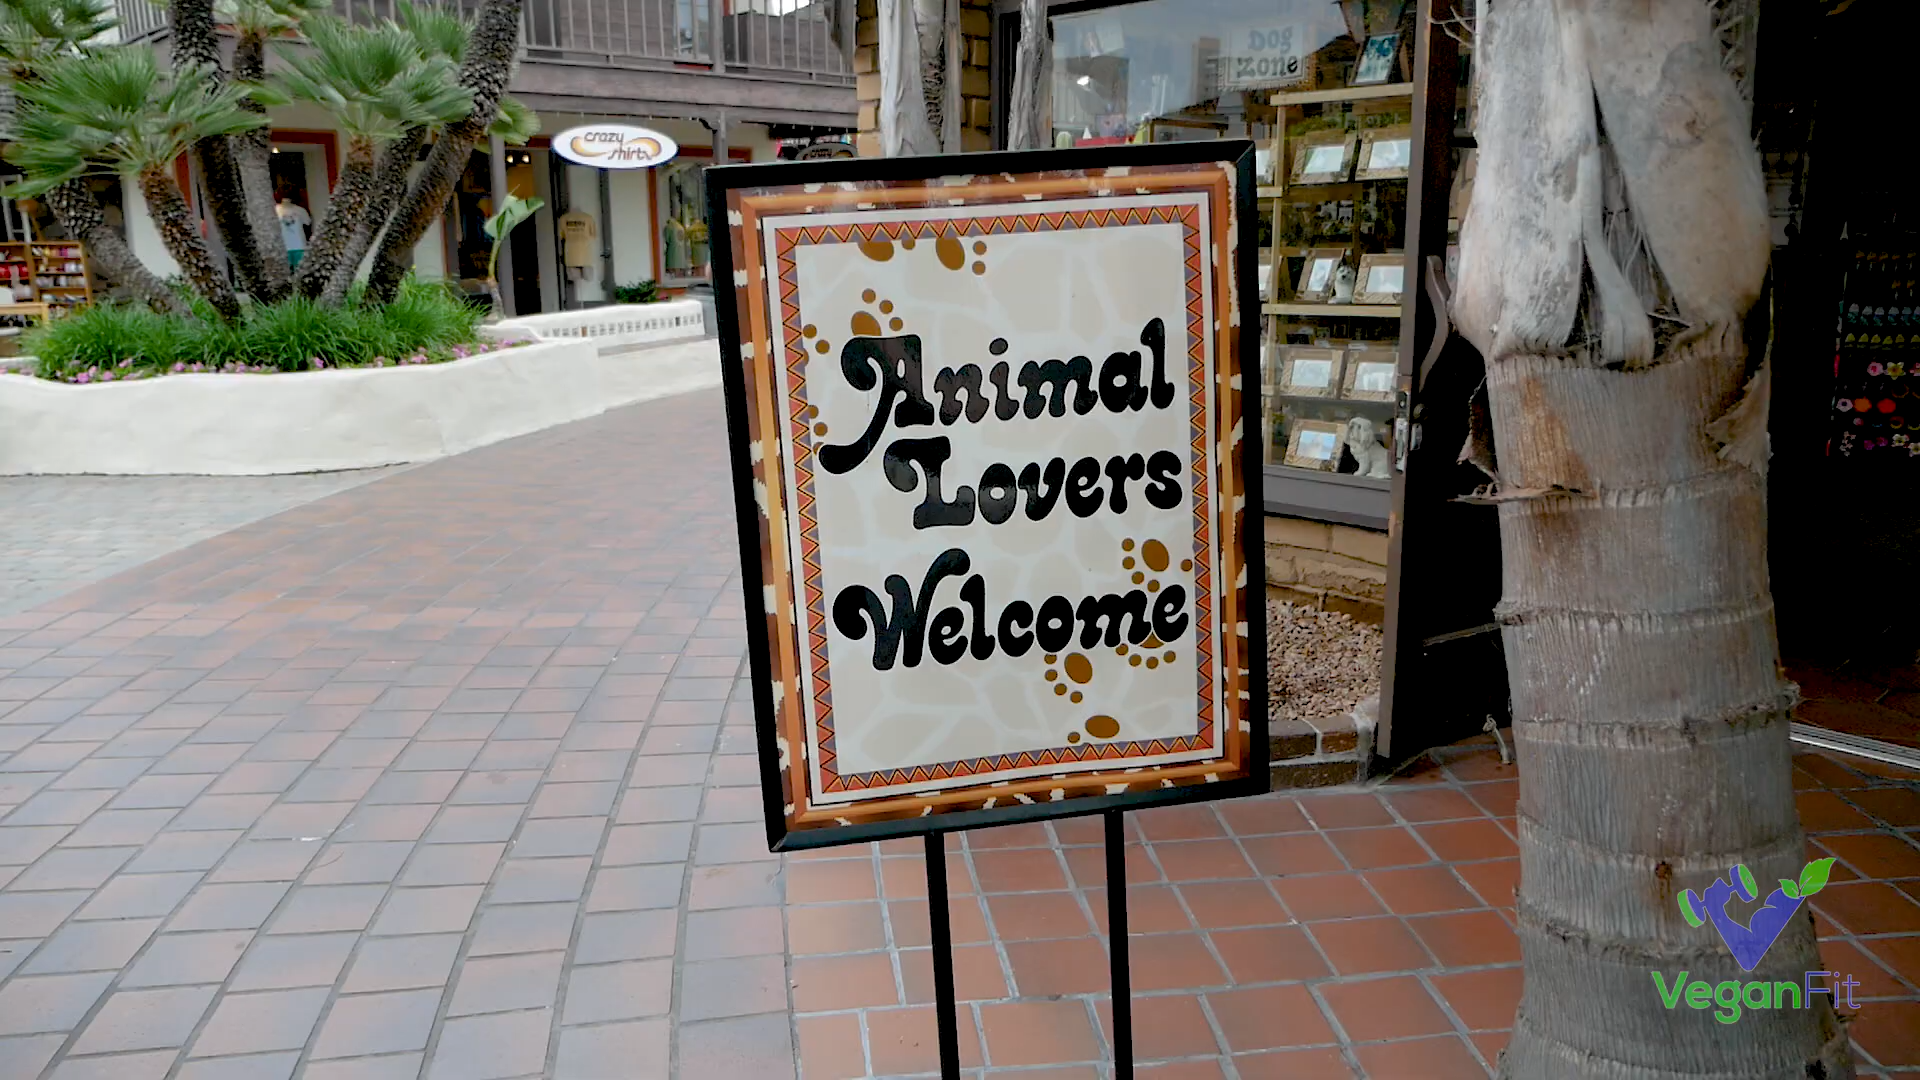 Dog
Zone
crazy
shirts
Animal
Lovers
Welcome
VeganFit